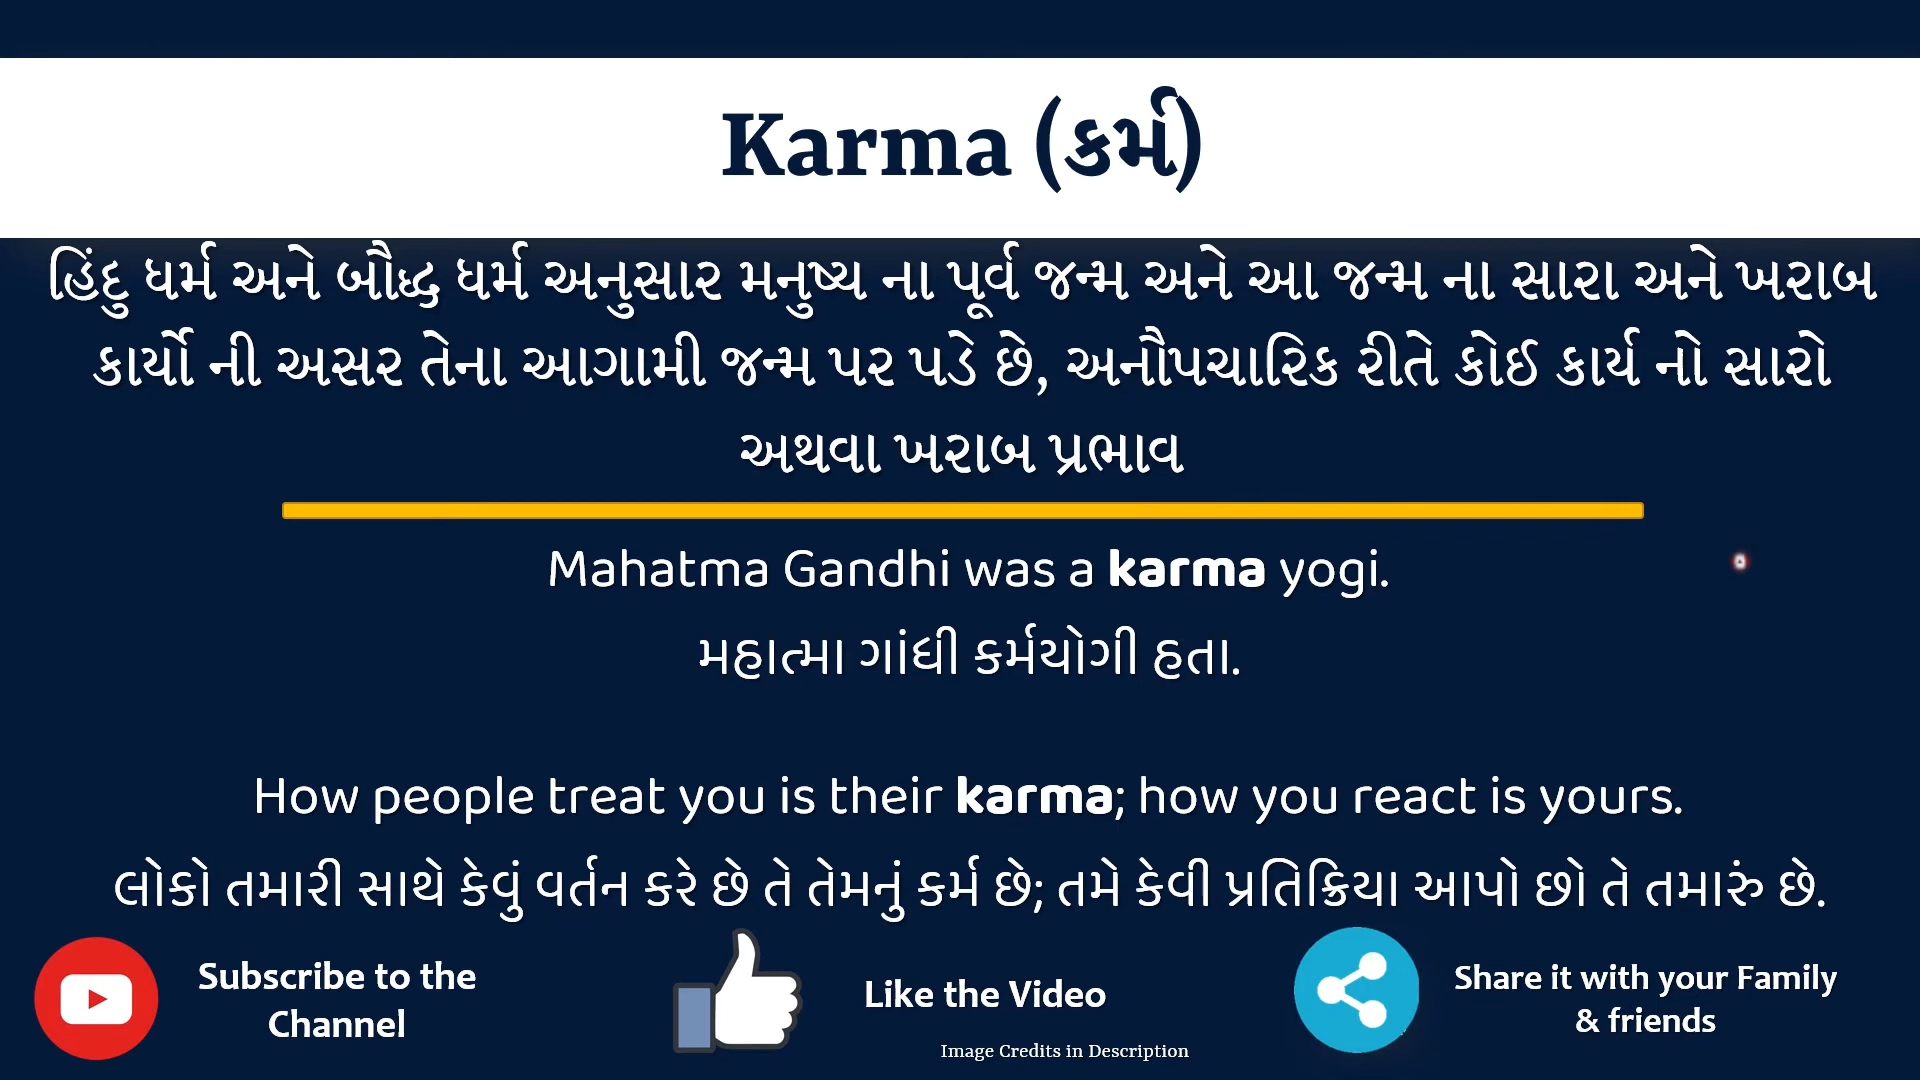 Karma (કર્મ)
હિંદુ ધર્મ અને બૌદ્ધ ધર્મ અનુસાર મનુષ્ય ના પૂર્વ જન્મ અને આ જન્મ ના સારા અને ખરાબ
કાર્યો ની અસર તેના આગામી જન્મ પર પડે છે, અનૌપચારિક રીતે કોઈ કાર્ય નો સારો
અથવા ખરાબ પ્રભાવ
Mahatma Gandhi was a karma yogi.
મહાત્મા ગાંધી કર્મયોગી હતા.
How people treat you is their karma; how you react is yours.
લોકો તમારી સાથે કેવું વર્તન કરે છે તે તેમનું કર્મ છે; તમે કેવી પ્રતિક્રિયા આપો છો તે તમારું છે.
Subscribe to the
Channel
Like the Video
Share it with your Family
& friends
Image Credits in Description